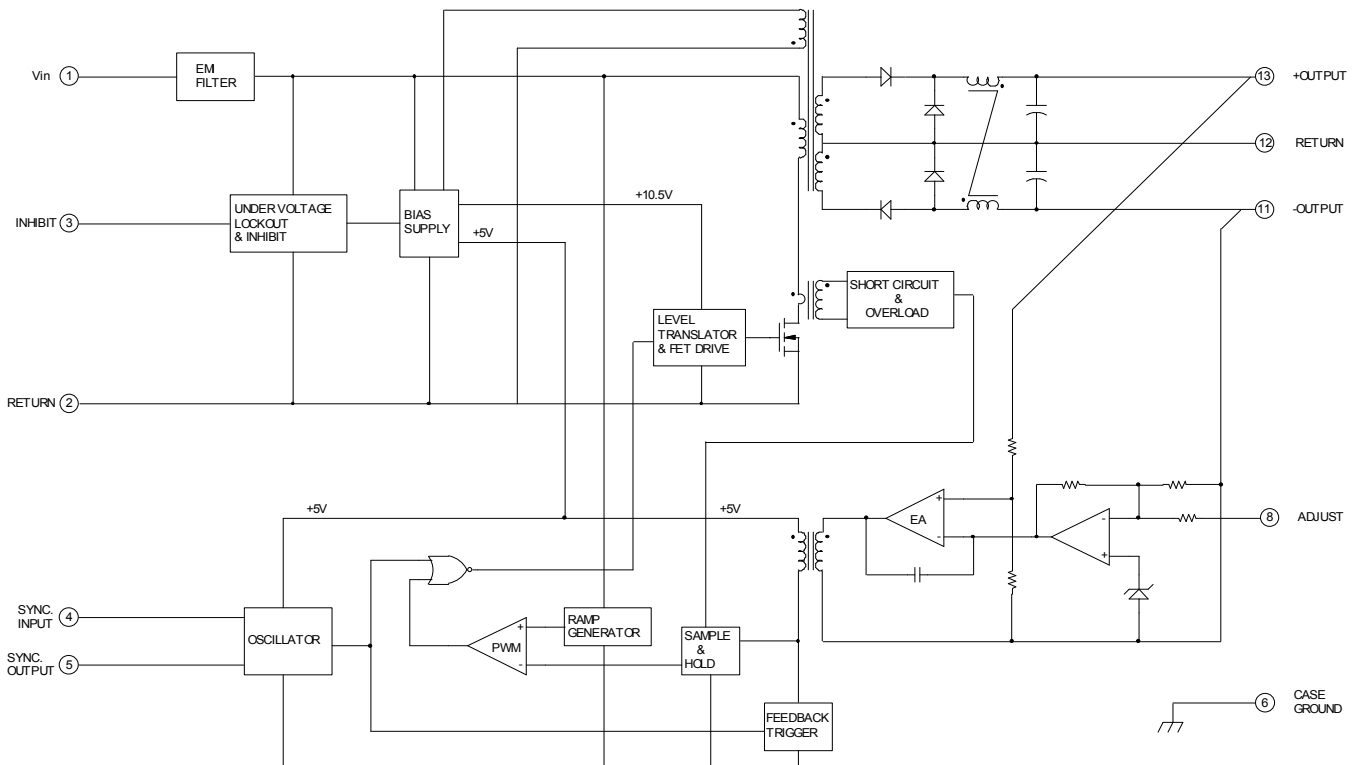 Vin
1
EMI
FILTER
13
+OUTPUT
12
RETURN
11
-OUTPUT
INHIBIT
3
UNDER VOLTAGE
LOCKOUT
& INHIBIT
BIAS
SUPPLY
+10.5V
+5V
SHORT CIRCUIT
&
OVERLOAD
LEVEL
TRANSLATOR
& FET DRIVE
RETURN
2
+5V
+5V
+
EA
-
-
+
8
ADJUST
SYNC.
INPUT
4
SYNC.
OUTPUT
5
OSCILLATOR
+
PWM
-
RAMP
GENERATOR
SAMPLE
&
HOLD
FEEDBACK
TRIGGER
6
CASE
GROUND